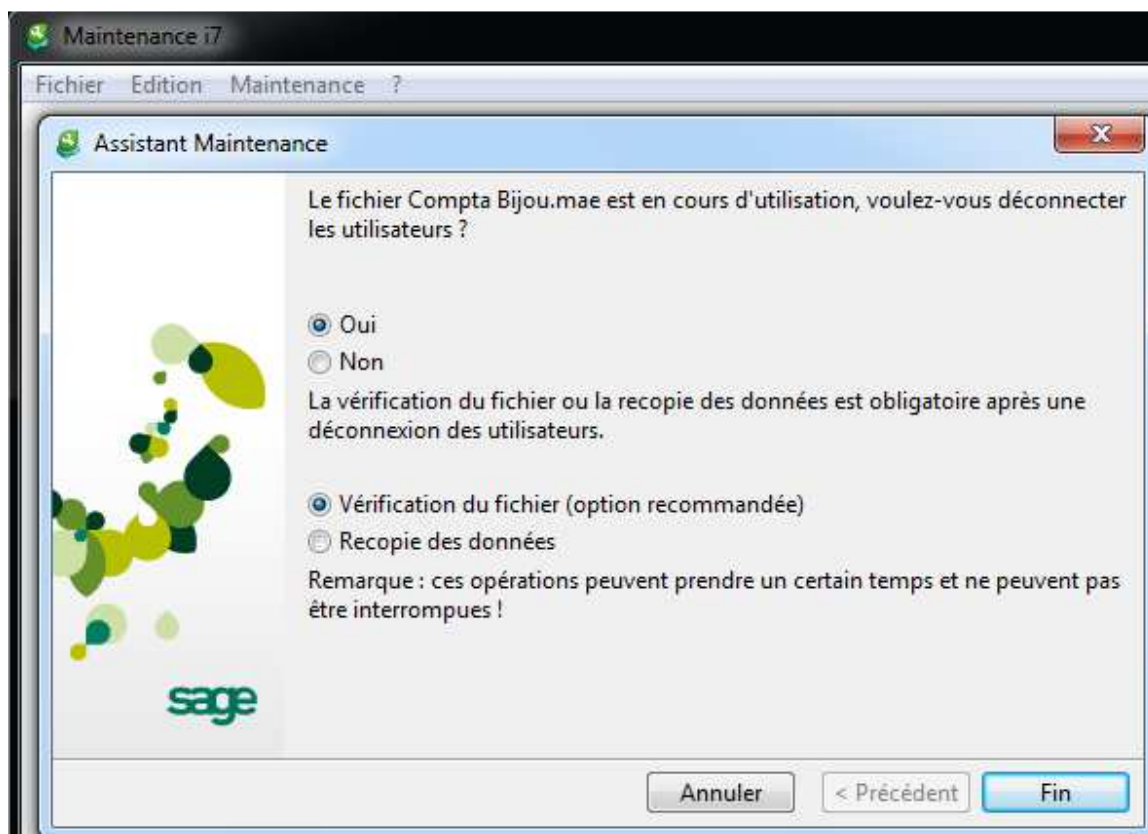 Maintenance i7
Fichier Edition Maintenance ?
Assistant Maintenance
Le fichier Compta Bijou.mae est en cours d'utilisation, voulez-vous déconnecter
les utilisateurs ?
Oui
Non
La vérification du fichier ou la recopie des données est obligatoire après une
déconnexion des utilisateurs.
Vérification du fichier (option recommandée)
Recopie des données
Remarque : ces opérations peuvent prendre un certain temps et ne peuvent pas
être interrompues !
sage
Annuler < Précédent Fin